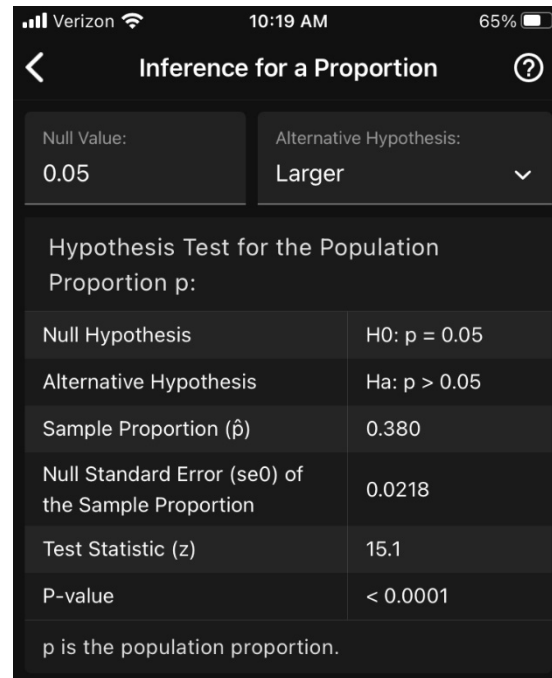 Verizon 10:19 AM 65%
Inference for a Proportion
Null Value: Alternative Hypothesis:
0.05 Larger
Hypothesis Test for the Population
Proportion p:
Null Hypothesis H0: p = 0.05
Alternative Hypothesis Ha: p > 0.05
Sample Proportion (p̂) 0.380
Null Standard Error (se0) of
the Sample Proportion 0.0218
Test Statistic (z) 15.1
P-value < 0.0001
p is the population proportion.